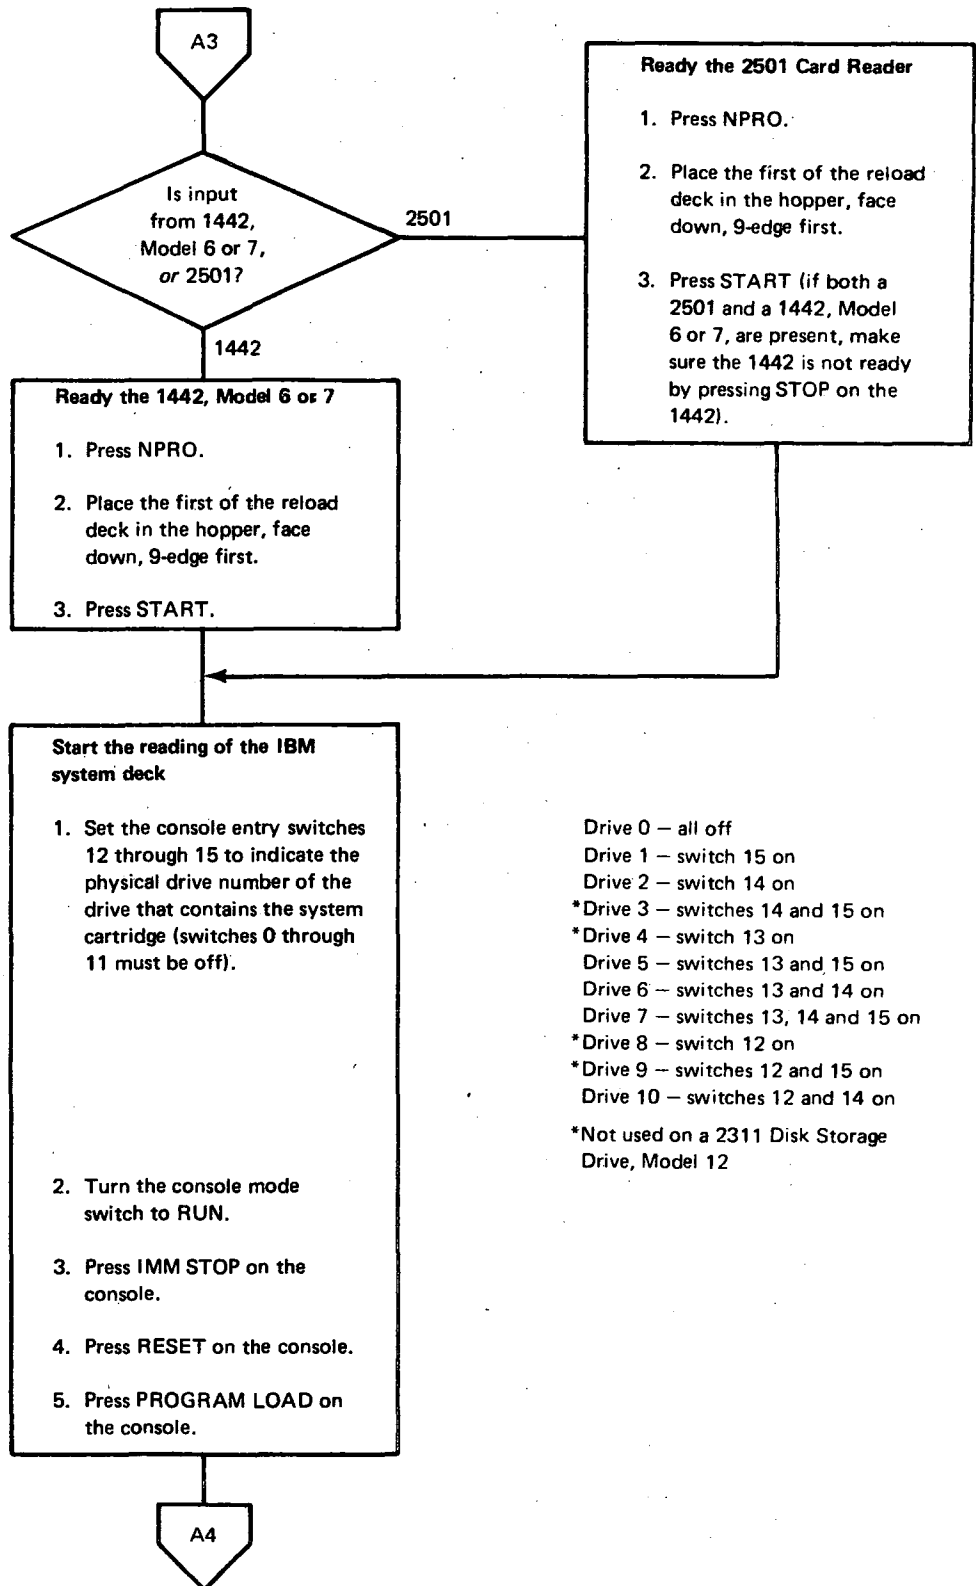 A3
Is input
from 1442,
Model 6 or 7,
or 2501?
2501
1442
Ready the 2501 Card Reader
1. Press NPRO.
2. Place the first of the reload
deck in the hopper, face
down, 9-edge first.
3. Press START (if both a
2501 and a 1442, Model
6 or 7, are present, make
sure the 1442 is not ready
by pressing STOP on the
1442).
Ready the 1442, Model 6 or 7
1. Press NPRO.
2. Place the first of the reload
deck in the hopper, face
down, 9-edge first.
3. Press START.
Start the reading of the IBM
system deck
1. Set the console entry switches
12 through 15 to indicate the
physical drive number of the
drive that contains the system
cartridge (switches 0 through
11 must be off).
Drive 0 — all off
Drive 1 — switch 15 on
Drive 2 — switch 14 on
*Drive 3 — switches 14 and 15 on
*Drive 4 — switch 13 on
Drive 5 — switches 13 and 15 on
Drive 6 — switches 13 and 14 on
Drive 7 — switches 13, 14 and 15 on
*Drive 8 — switch 12 on
*Drive 9 — switches 12 and 15 on
Drive 10 — switches 12 and 14 on
*Not used on a 2311 Disk Storage
Drive, Model 12
2. Turn the console mode
switch to RUN.
3. Press IMM STOP on the
console.
4. Press RESET on the console.
5. Press PROGRAM LOAD on
the console.
A4